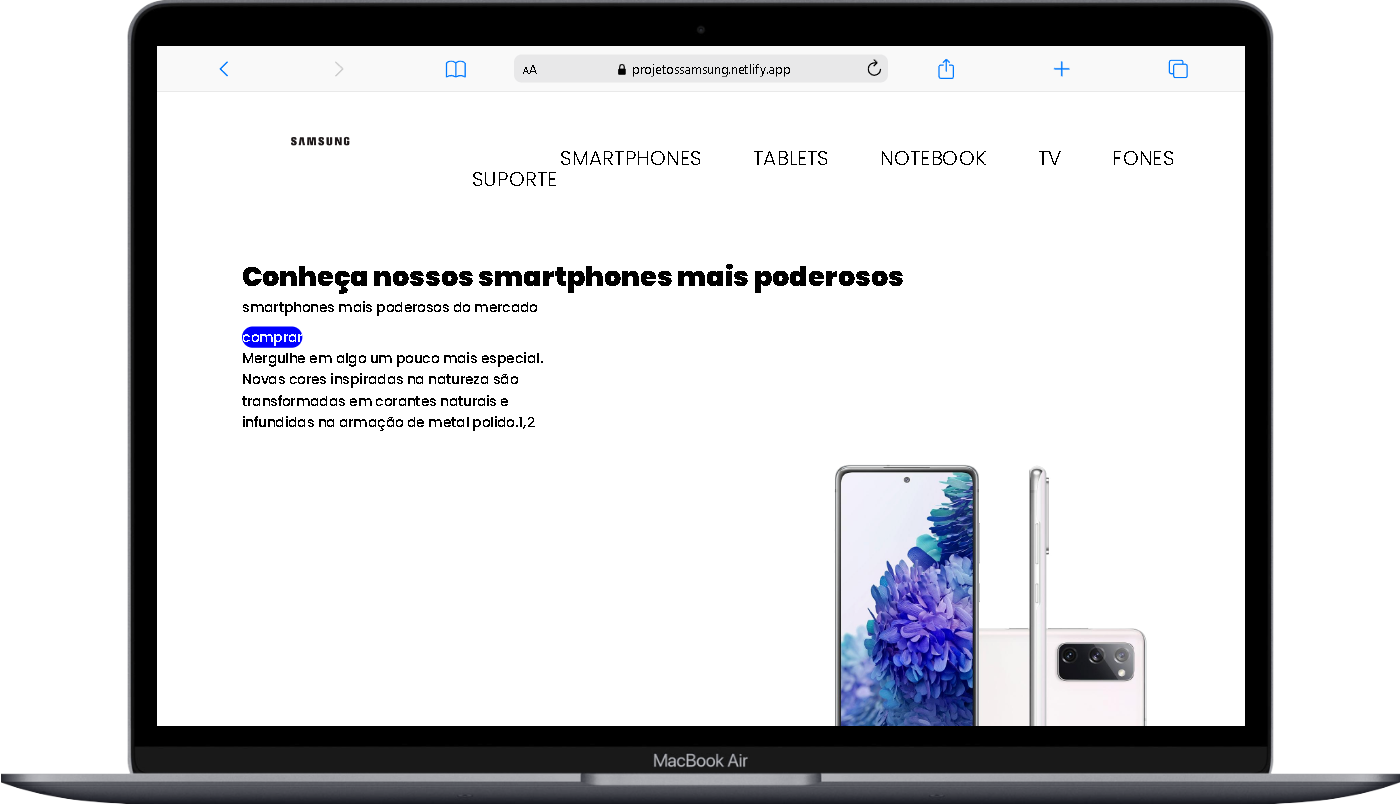 AA projetossamsung.netlify.app
SAMSUNG
SMARTPHONES TABLETS NOTEBOOK TV FONES
SUPORTE
Conheça nossos smartphones mais poderosos
smartphones mais poderosos do mercado
comprar
Mergulhe em algo um pouco mais especial.
Novas cores inspiradas na natureza são
transformadas em corantes naturais e
infundidas na armação de metal polido.1,2
MacBook Air